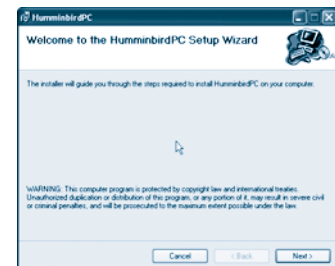 HumminbirdPC
Welcome to the HumminbirdPC Setup Wizard
The installer will guide you through the steps required to install HumminbirdPC on your computer.
WARNING: This computer program is protected by copyright law and international treaties.
Unauthorized duplication or distribution of this program, or any portion of it, may result in severe civil
or criminal penalties, and will be prosecuted to the maximum extent possible under the law.
Cancel < Back Next >